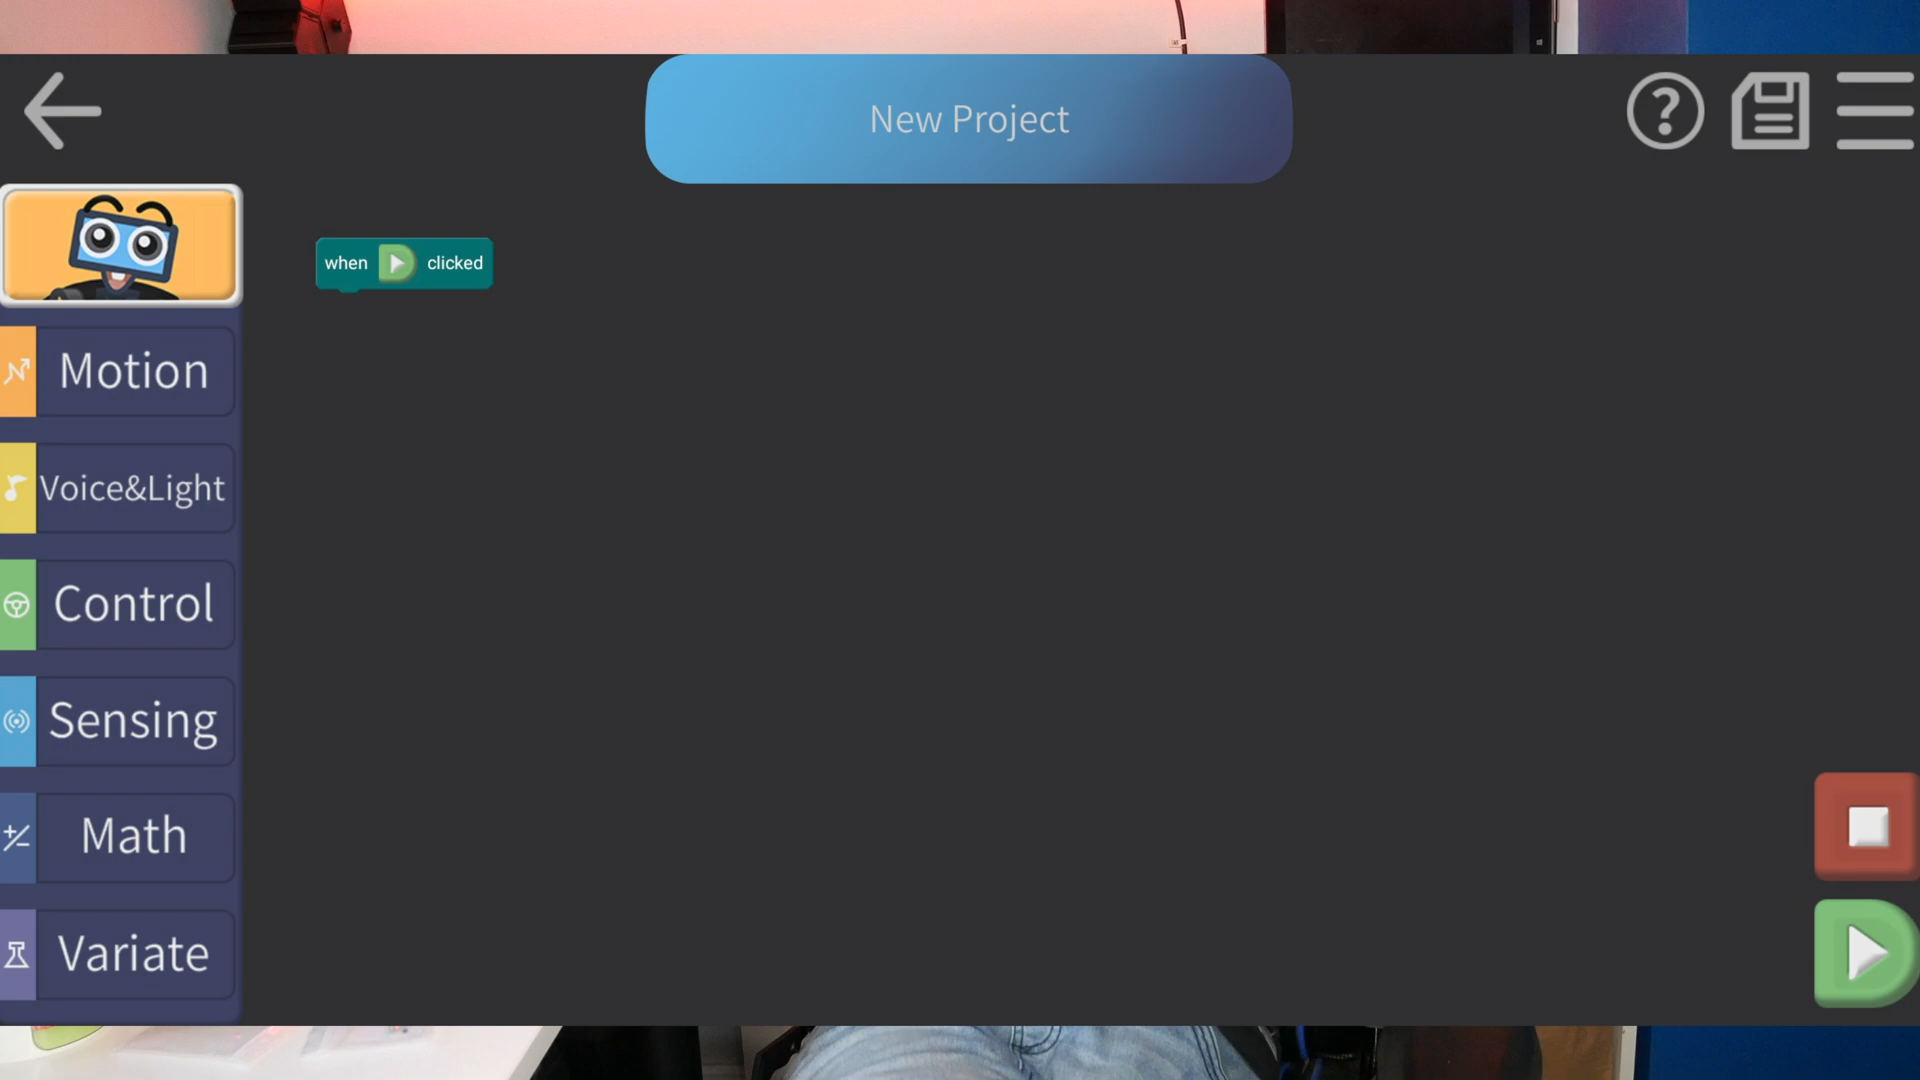 New Project
when clicked
Motion
Voice&Light
Control
Sensing
Math
Variate